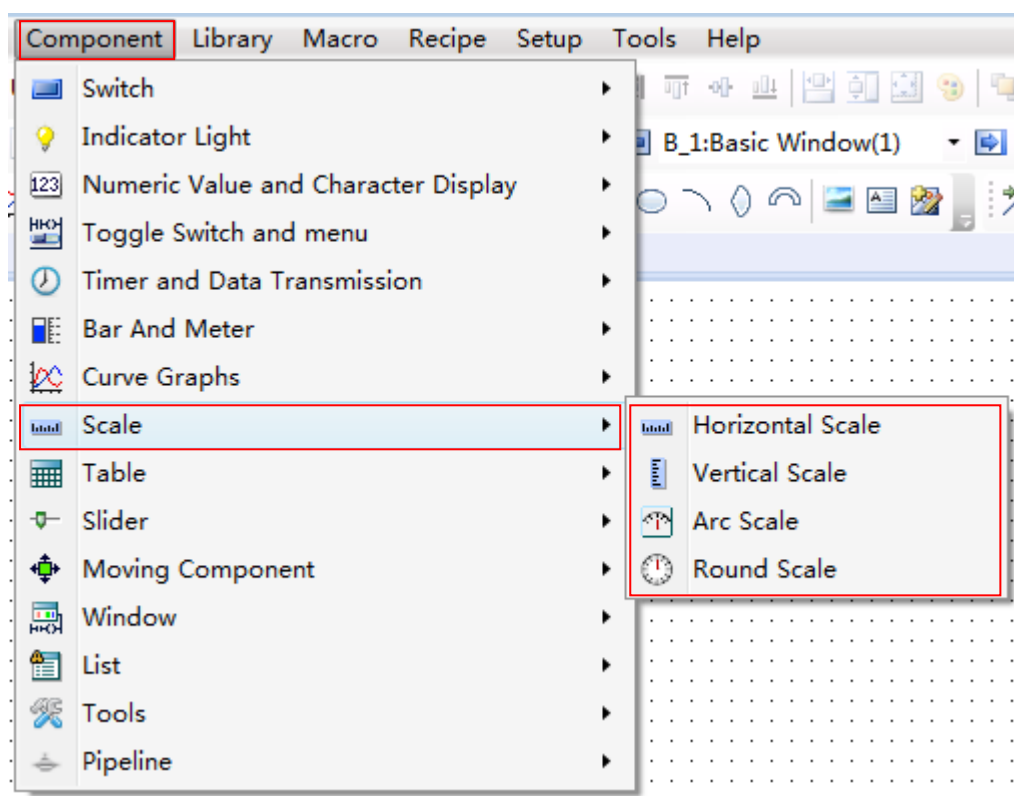 Component Library Macro Recipe Setup Tools Help
Switch
Indicator Light
B_1:Basic Window(1)
123 Numeric Value and Character Display
Toggle Switch and menu
Timer and Data Transmission
Bar And Meter
Curve Graphs
Scale
Horizontal Scale
Table
Vertical Scale
Slider
Arc Scale
Moving Component
Round Scale
Window
List
Tools
Pipeline